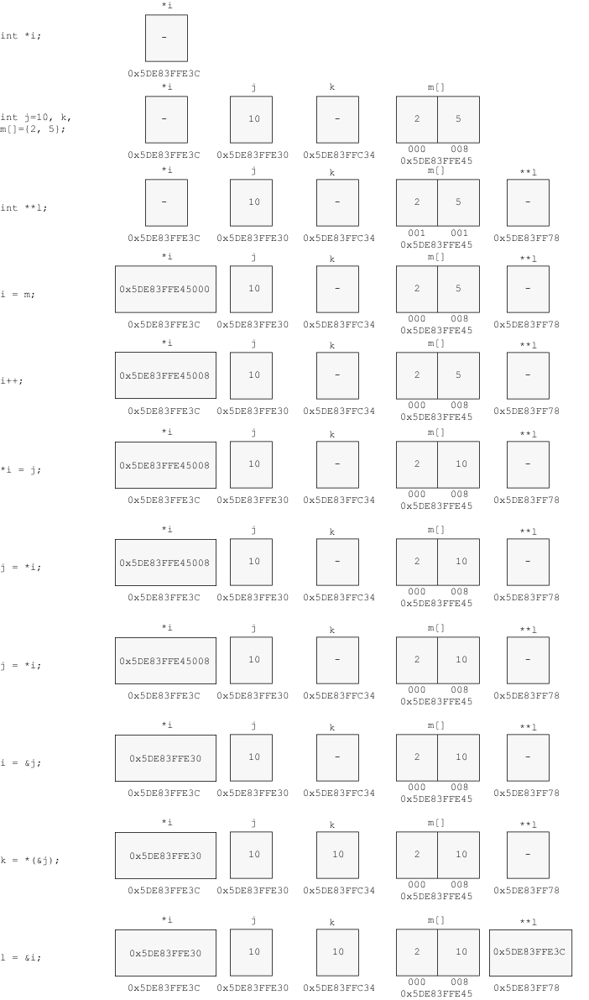 *i
int *i;
-
0x5DE83FFE3C
*i j k m[]
int j=10, k,
m[]={2, 5};
- 10 - 2 5
000 008
0x5DE83FFE3C 0x5DE83FFE30 0x5DE83FFC34 0x5DE83FFE45
*i j k m[] **l
int **l;
- 10 - 2 5 -
001 001
0x5DE83FFE3C 0x5DE83FFE30 0x5DE83FFC34 0x5DE83FFE45 0x5DE83FF78
*i j k m[] **l
i = m;
0x5DE83FFE45000 10 - 2 5 -
000 008
0x5DE83FFE3C 0x5DE83FFE30 0x5DE83FFC34 0x5DE83FFE45 0x5DE83FF78
*i j k m[] **l
i++;
0x5DE83FFE45008 10 - 2 5 -
000 008
0x5DE83FFE3C 0x5DE83FFE30 0x5DE83FFC34 0x5DE83FFE45 0x5DE83FF78
*i j k m[] **l
*i = j;
0x5DE83FFE45008 10 - 2 10 -
000 008
0x5DE83FFE3C 0x5DE83FFE30 0x5DE83FFC34 0x5DE83FFE45 0x5DE83FF78
*i j k m[] **l
j = *i;
0x5DE83FFE45008 10 - 2 10 -
000 008
0x5DE83FFE3C 0x5DE83FFE30 0x5DE83FFC34 0x5DE83FFE45 0x5DE83FF78
*i j k m[] **l
j = *i;
0x5DE83FFE45008 10 - 2 10 -
000 008
0x5DE83FFE3C 0x5DE83FFE30 0x5DE83FFC34 0x5DE83FFE45 0x5DE83FF78
*i j k m[] **l
i = &j;
0x5DE83FFE30 10 - 2 10 -
000 008
0x5DE83FFE3C 0x5DE83FFE30 0x5DE83FFC34 0x5DE83FFE45 0x5DE83FF78
*i j k m[] **l
k = *(&j);
0x5DE83FFE30 10 10 2 10 -
000 008
0x5DE83FFE3C 0x5DE83FFE30 0x5DE83FFC34 0x5DE83FFE45 0x5DE83FF78
*i j k m[] **l
l = &i;
0x5DE83FFE30 10 10 2 10 0x5DE83FFE3C
000 008
0x5DE83FFE3C 0x5DE83FFE30 0x5DE83FFC34 0x5DE83FFE45 0x5DE83FF78